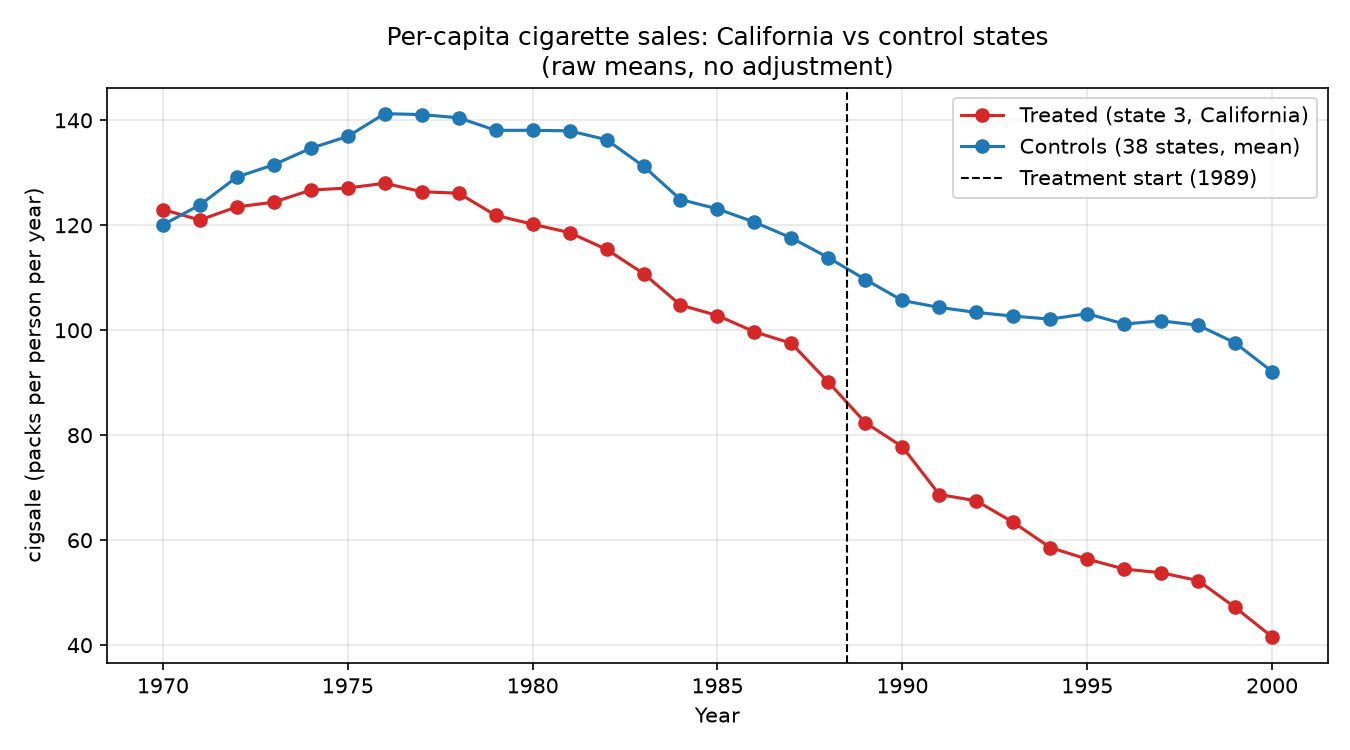 Per-capita cigarette sales: California vs control states
(raw means, no adjustment)
Treated (state 3, California)
Controls (38 states, mean)
Treatment start (1989)
cigsale (packs per person per year)
140
120
100
80
60
40
1970
1975
1980
1985
1990
1995
2000
Year